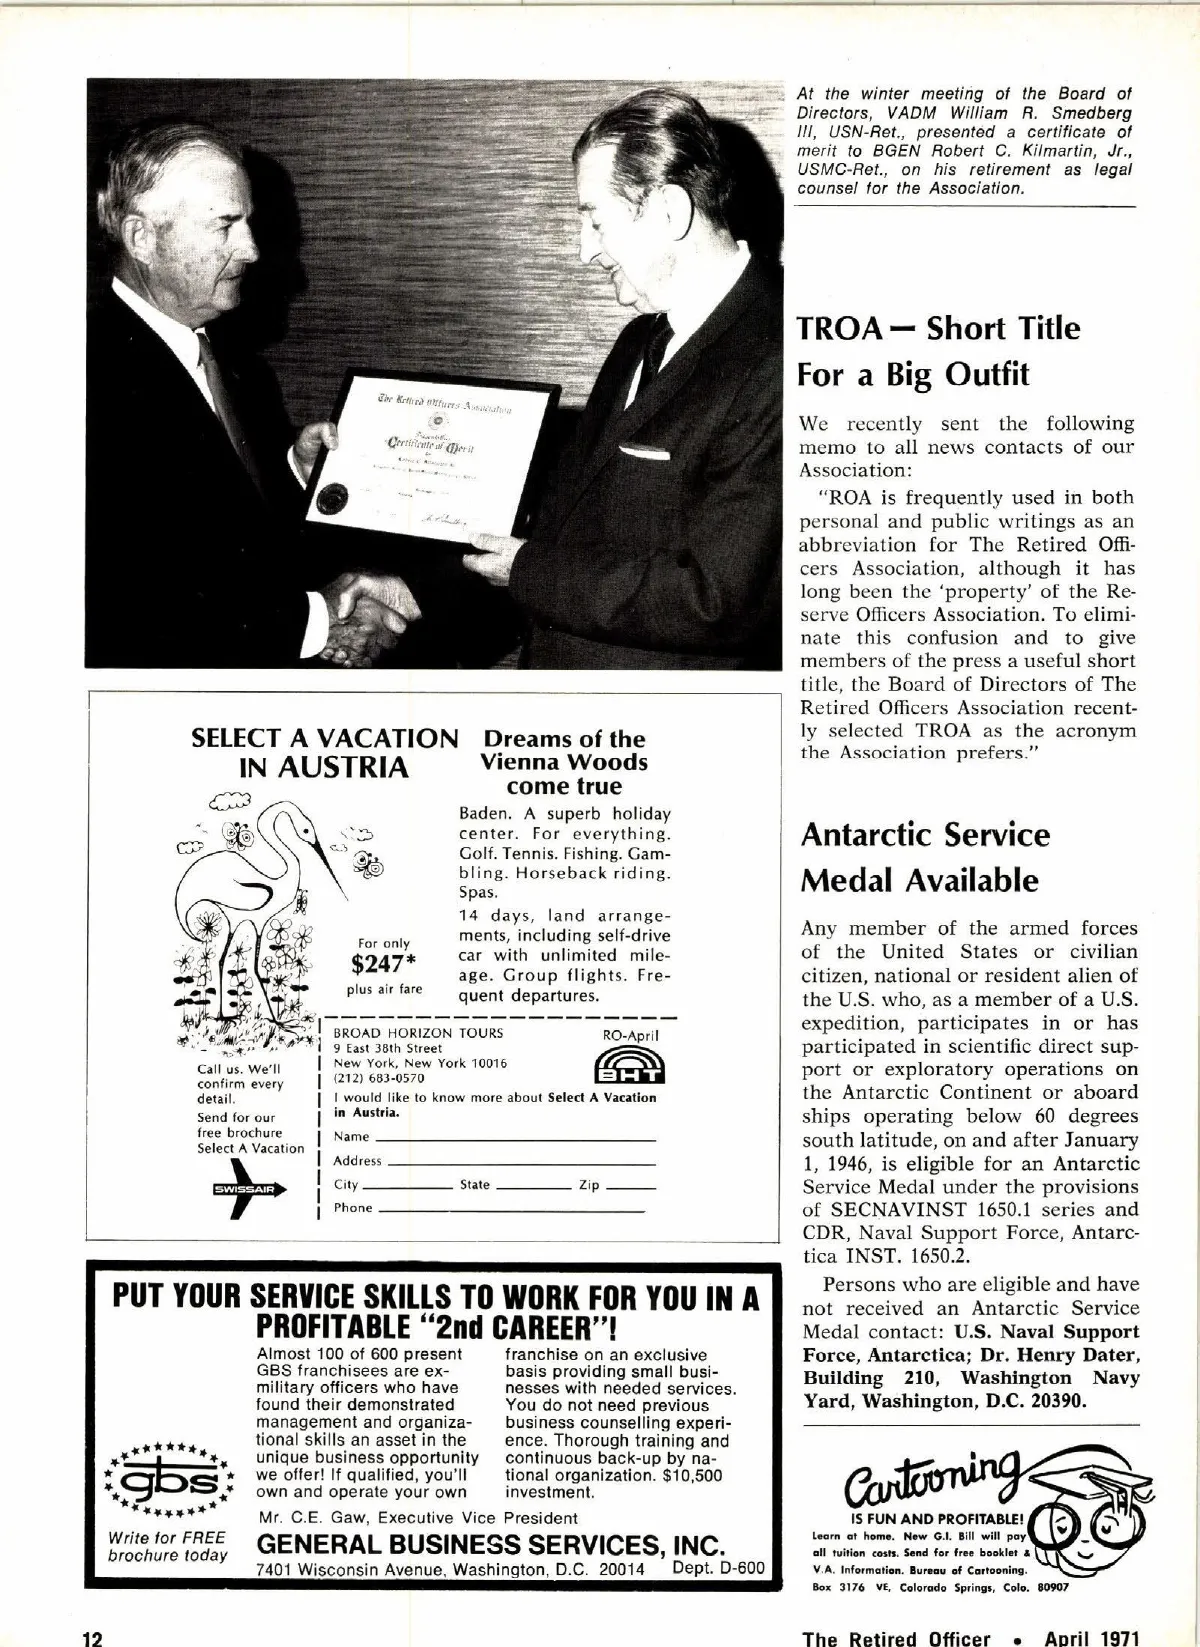 At the winter meeting of the Board of
Directors, VADM William R. Smedberg
III, USN-Ret., presented a certificate of
merit to BGEN Robert C. Kilmartin, Jr.,
USMC-Ret., on his retirement as legal
counsel for the Association.
The Retired Officers Association
Certificate of Merit
TROA — Short Title
For a Big Outfit
We recently sent the following
memo to all news contacts of our
Association:
"ROA is frequently used in both
personal and public writings as an
abbreviation for The Retired Offi-
cers Association, although it has
long been the 'property' of the Re-
serve Officers Association. To elimi-
nate this confusion and to give
members of the press a useful short
title, the Board of Directors of The
Retired Officers Association recent-
ly selected TROA as the acronym
the Association prefers."
Antarctic Service
Medal Available
Any member of the armed forces
of the United States or civilian
citizen, national or resident alien of
the U.S. who, as a member of a U.S.
expedition, participates in or has
participated in scientific direct sup-
port or exploratory operations on
the Antarctic Continent or aboard
ships operating below 60 degrees
south latitude, on and after January
1, 1946, is eligible for an Antarctic
Service Medal under the provisions
of SECNAVINST 1650.1 series and
CDR, Naval Support Force, Antarc-
tica INST. 1650.2.
Persons who are eligible and have
not received an Antarctic Service
Medal contact: U.S. Naval Support
Force, Antarctica; Dr. Henry Dater,
Building 210, Washington Navy
Yard, Washington, D.C. 20390.
SELECT A VACATION
IN AUSTRIA
Dreams of the
Vienna Woods
come true
Baden. A superb holiday
center. For everything.
Golf. Tennis. Fishing. Gam-
bling. Horseback riding.
Spas.
14 days, land arrange-
ments, including self-drive
car with unlimited mile-
age. Group flights. Fre-
quent departures.
For only
$247*
plus air fare
Call us. We'll
confirm every
detail.
Send for our
free brochure
Select A Vacation
SWISSAIR
BROAD HORIZON TOURS
9 East 38th Street
New York, New York 10016
(212) 683-0570
RO-April
BHT
I would like to know more about Select A Vacation
in Austria.
Name
Address
City State Zip
Phone
PUT YOUR SERVICE SKILLS TO WORK FOR YOU IN A
PROFITABLE "2nd CAREER"!
Almost 100 of 600 present
GBS franchisees are ex-
military officers who have
found their demonstrated
management and organiza-
tional skills an asset in the
unique business opportunity
we offer! If qualified, you'll
own and operate your own
franchise on an exclusive
basis providing small busi-
nesses with needed services.
You do not need previous
business counselling experi-
ence. Thorough training and
continuous back-up by na-
tional organization. $10,500
investment.
gbs
Write for FREE
brochure today
Mr. C.E. Gaw, Executive Vice President
GENERAL BUSINESS SERVICES, INC.
7401 Wisconsin Avenue, Washington, D.C. 20014 Dept. D-600
Cartooning
IS FUN AND PROFITABLE!
Learn at home. New G.I. Bill will pay
all tuition costs. Send for free booklet &
V.A. Information. Bureau of Cartooning.
Box 3176 VE, Colorado Springs, Colo. 80907
12
The Retired Officer • April 1971